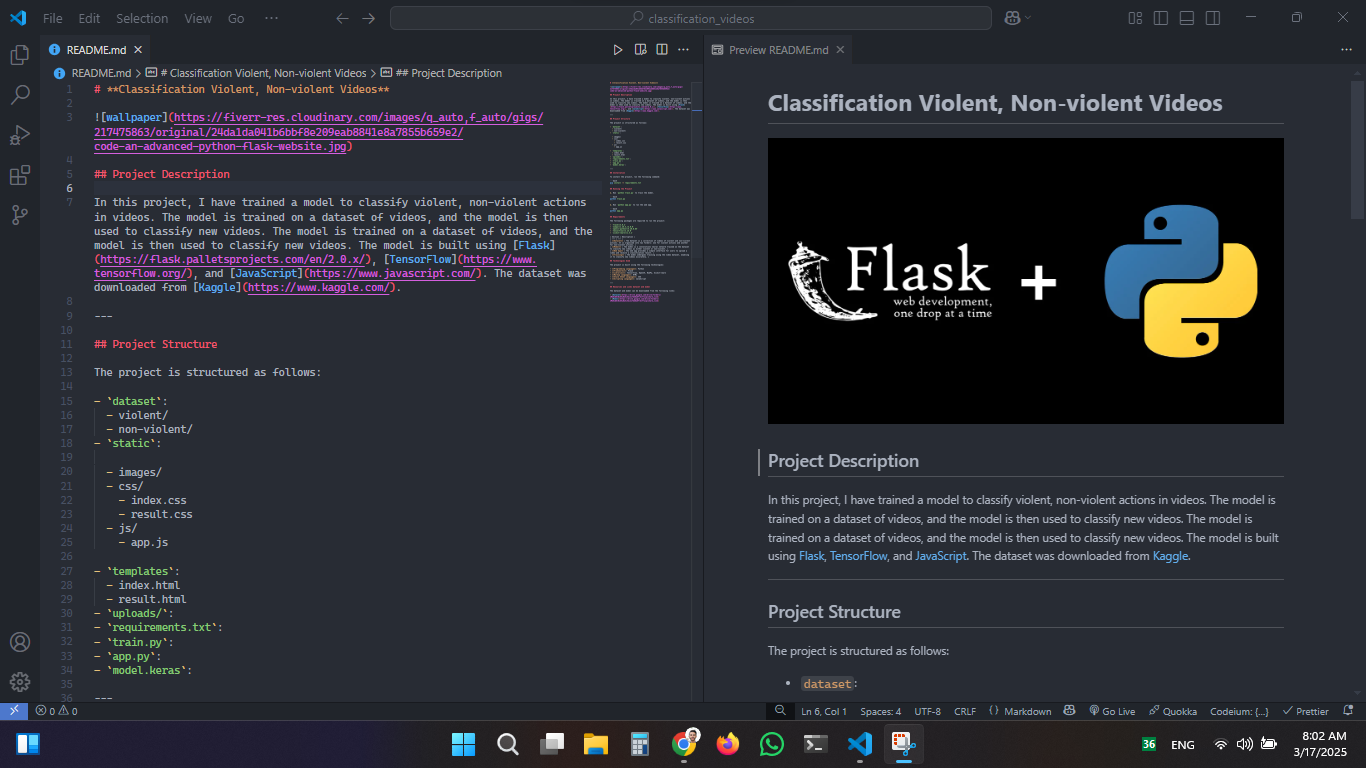 File Edit Selection View Go ···
classification_videos
README.md
Preview README.md
README.md > # Classification Violent, Non-violent Videos > ## Project Description
1 # **Classification Violent, Non-violent Videos**
2
3 ![wallpaper](https://fiverr-res.cloudinary.com/images/q_auto,f_auto/gigs/
217475863/original/24da1da041b6bbf8e209eab8841e8a7855b659e2/
code-an-advanced-python-flask-website.jpg)
4
5 ## Project Description
6
7 In this project, I have trained a model to classify violent, non-violent actions
in videos. The model is trained on a dataset of videos, and the model is then
used to classify new videos. The model is trained on a dataset of videos, and the
model is then used to classify new videos. The model is built using [Flask]
(https://flask.palletsprojects.com/en/2.0.x/), [TensorFlow](https://www.
tensorflow.org/), and [JavaScript](https://www.javascript.com/). The dataset was
downloaded from [Kaggle](https://www.kaggle.com/).
8
9 ---
10
11 ## Project Structure
12
13 The project is structured as follows:
14
15 - `dataset`:
16 - violent/
17 - non-violent/
18 - `static`:
19
20 - images/
21 - css/
22 - index.css
23 - result.css
24 - js/
25 - app.js
26
27 - `templates`:
28 - index.html
29 - result.html
30 - `uploads/`:
31 - `requirements.txt`:
32 - `train.py`:
33 - `app.py`:
34 - `model.keras`:
35
36 ---
Classification Violent, Non-violent Videos
Flask
web development,
one drop at a time
+
Project Description
In this project, I have trained a model to classify violent, non-violent actions in videos. The model is
trained on a dataset of videos, and the model is then used to classify new videos. The model is
trained on a dataset of videos, and the model is then used to classify new videos. The model is built
using Flask, TensorFlow, and JavaScript. The dataset was downloaded from Kaggle.
Project Structure
The project is structured as follows:
• dataset:
0 0 Ln 6, Col 1 Spaces: 4 UTF-8 CRLF {} Markdown Go Live Quokka Codeium: {...} Prettier
36 ENG 8:02 AM
3/17/2025